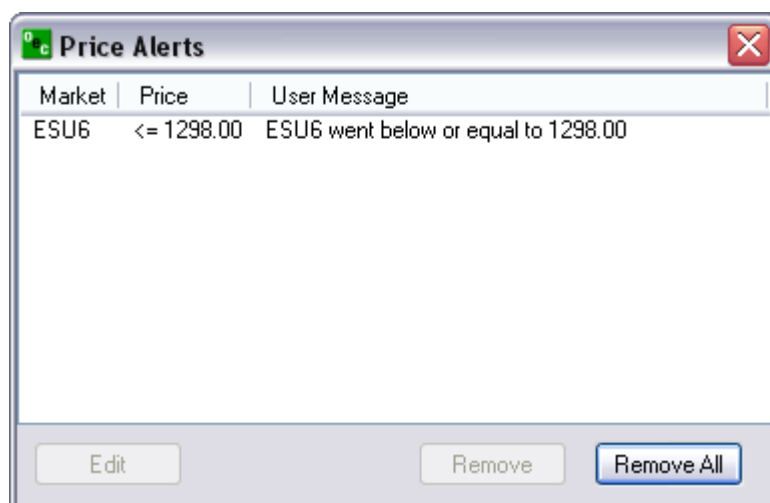 Oec Price Alerts
Market Price User Message
ESU6 <= 1298.00 ESU6 went below or equal to 1298.00
Edit Remove Remove All